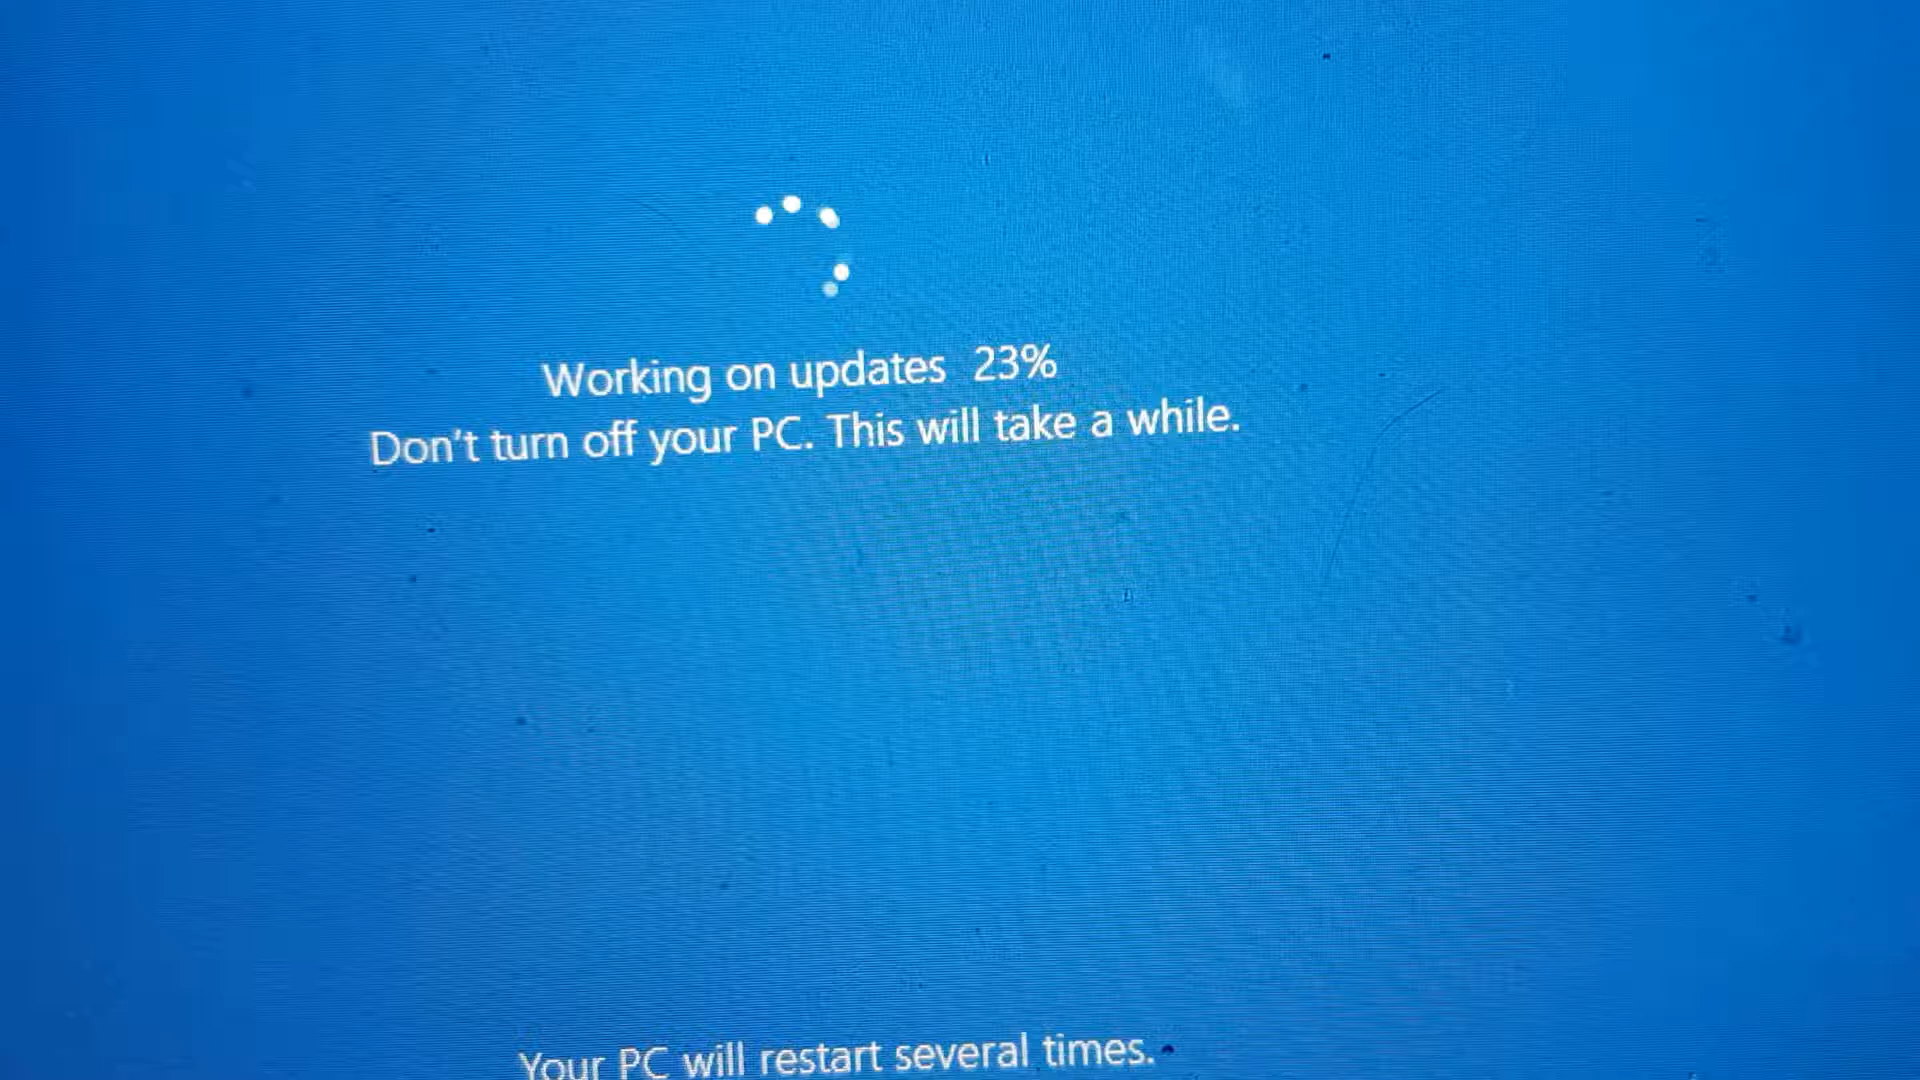 Working on updates 23%
Don't turn off your PC. This will take a while.
Your PC will restart several times.